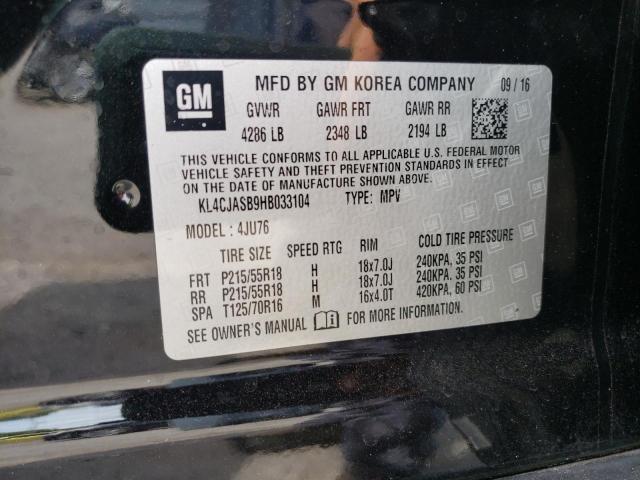 GM MFD BY GM KOREA COMPANY 09/16
GVWR GAWR FRT GAWR RR
4286 LB 2348 LB 2194 LB
THIS VEHICLE CONFORMS TO ALL APPLICABLE U.S. FEDERAL MOTOR
VEHICLE SAFETY AND THEFT PREVENTION STANDARDS IN EFFECT
ON THE DATE OF MANUFACTURE SHOWN ABOVE.
KL4CJASB9HB033104 TYPE: MPV
MODEL : 4JU76
TIRE SIZE SPEED RTG RIM COLD TIRE PRESSURE
FRT P215/55R18 H 18x7.0J 240KPA, 35 PSI
RR P215/55R18 H 18x7.0J 240KPA, 35 PSI
SPA T125/70R16 M 16x4.0T 420KPA, 60 PSI
SEE OWNER'S MANUAL FOR MORE INFORMATION.